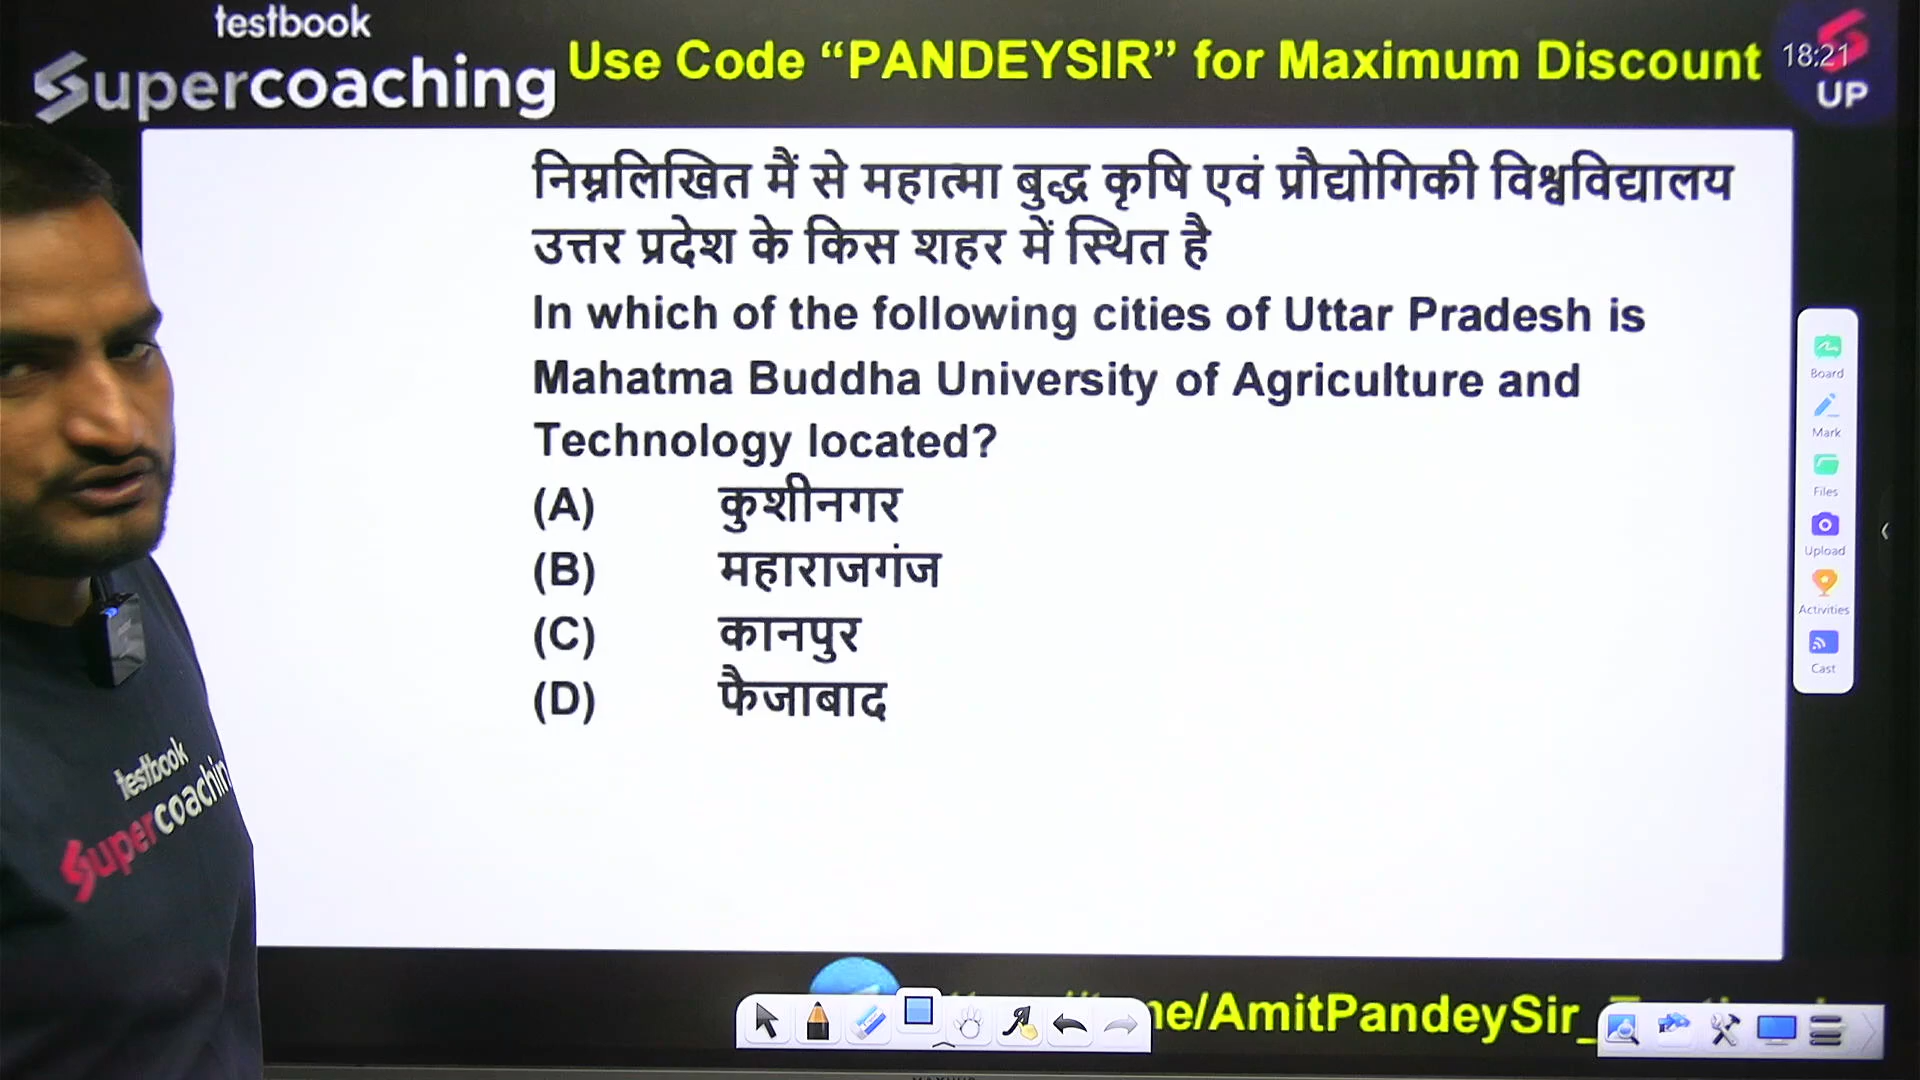 testbook
Supercoaching
Use Code “PANDEYSIR” for Maximum Discount
18:21
UP
निम्नलिखित मैं से महात्मा बुद्ध कृषि एवं प्रौद्योगिकी विश्वविद्यालय
उत्तर प्रदेश के किस शहर में स्थित है
In which of the following cities of Uttar Pradesh is
Mahatma Buddha University of Agriculture and
Technology located?
(A) कुशीनगर
(B) महाराजगंज
(C) कानपुर
(D) फैजाबाद
Board
Mark
Files
Upload
Activities
Cast
testbook
Supercoaching
me/AmitPandeySir_